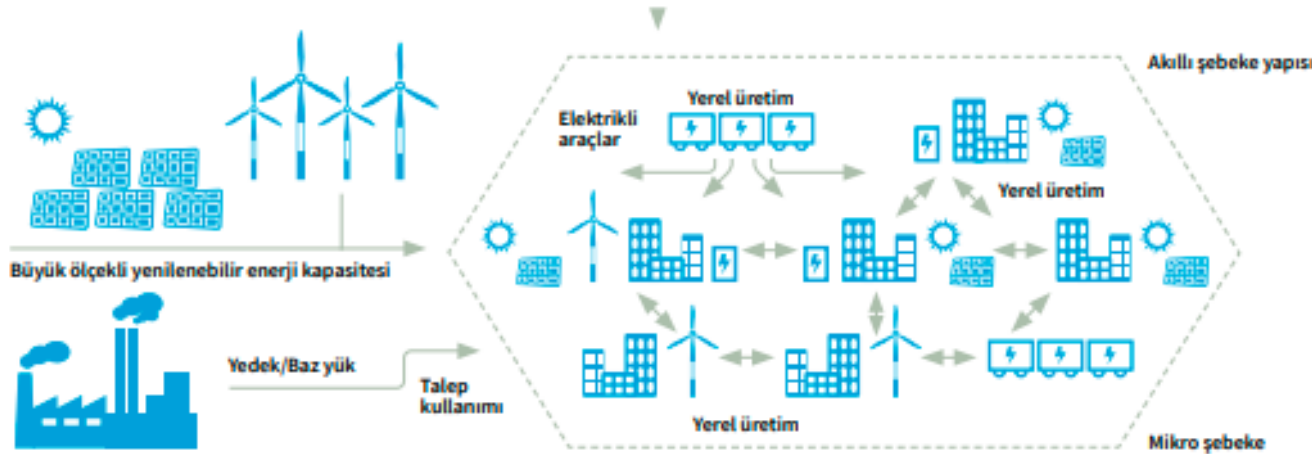 Akıllı şebeke yapısı
Yerel üretim
Elektrikli
araçlar
Yerel üretim
Büyük ölçekli yenilenebilir enerji kapasitesi
Yedek/Baz yük
Talep
kullanımı
Yerel üretim
Mikro şebeke